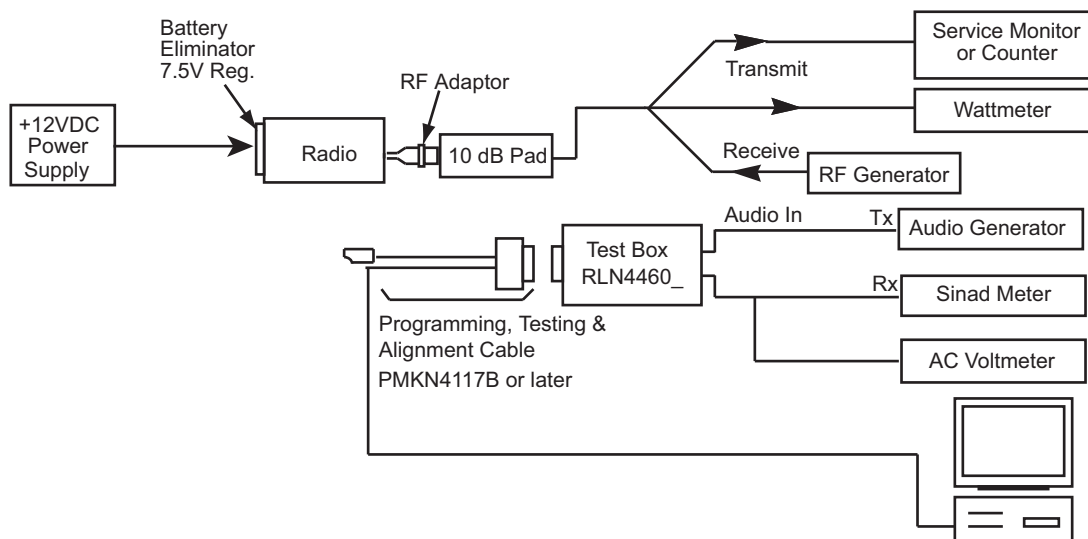 Battery
Eliminator
7.5V Reg.
RF Adaptor
Transmit
Service Monitor
or Counter
+12VDC
Power
Supply
Radio
10 dB Pad
Wattmeter
Receive
RF Generator
Audio In
Tx
Audio Generator
Test Box
RLN4460_
Rx
Sinad Meter
Programming, Testing &
Alignment Cable
PMKN4117B or later
AC Voltmeter